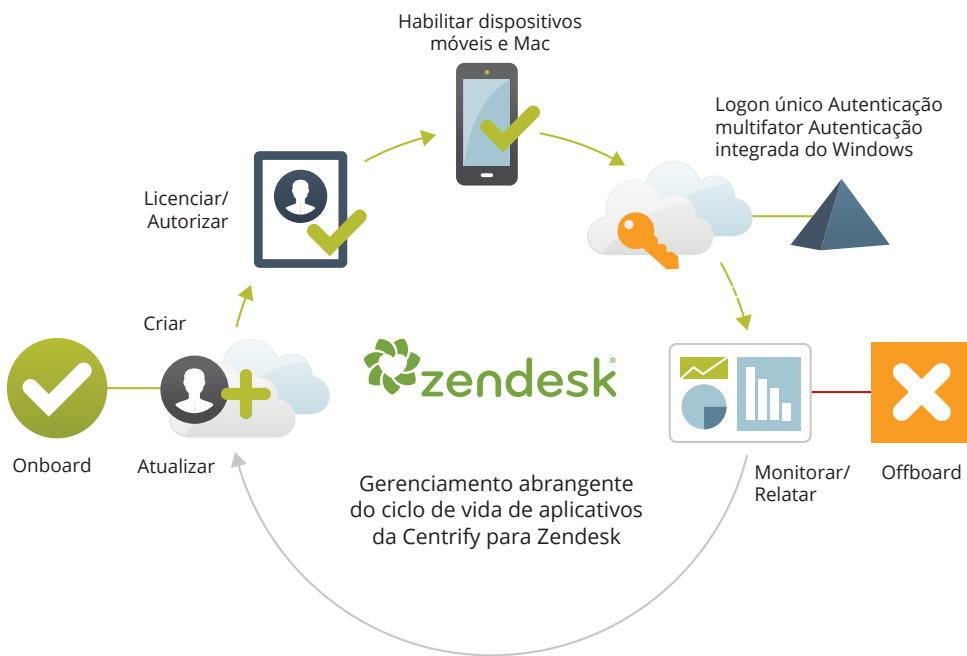 Habilitar dispositivos
móveis e Mac
Logon único Autenticação
multifator Autenticação
integrada do Windows
Licenciar/
Autorizar
Criar
zendesk®
Onboard
Atualizar
Monitorar/
Relatar
Offboard
Gerenciamento abrangente
do ciclo de vida de aplicativos
da Centrify para Zendesk